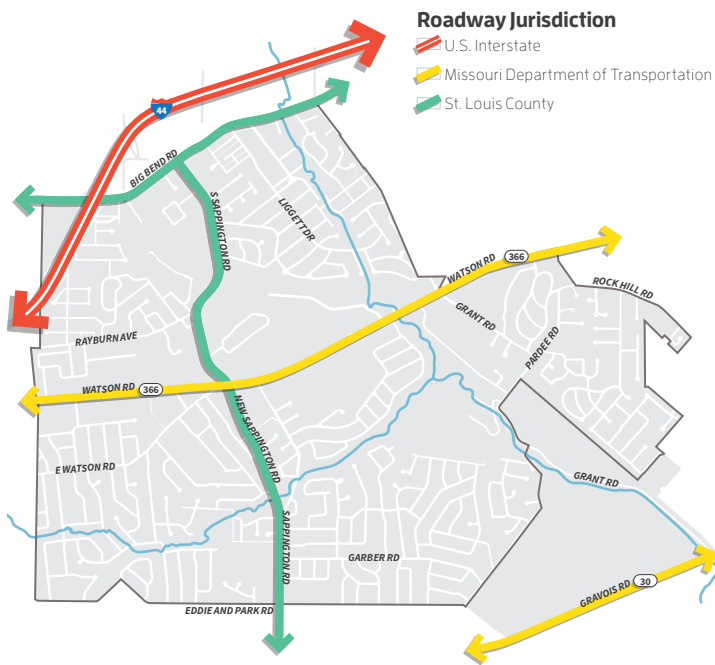 Roadway Jurisdiction
U.S. Interstate
Missouri Department of Transportation
St. Louis County
44
BIG BEND RD
S SAPPINGTON RD
LIGGETT DR
WATSON RD
366
ROCK HILL RD
GRANT RD
PARDEE RD
RAYBURN AVE
WATSON RD
366
NEW SAPPINGTON RD
E WATSON RD
GRANT RD
SAPPINGTON RD
GARBER RD
30
GRAVOIS RD
EDDIE AND PARK RD